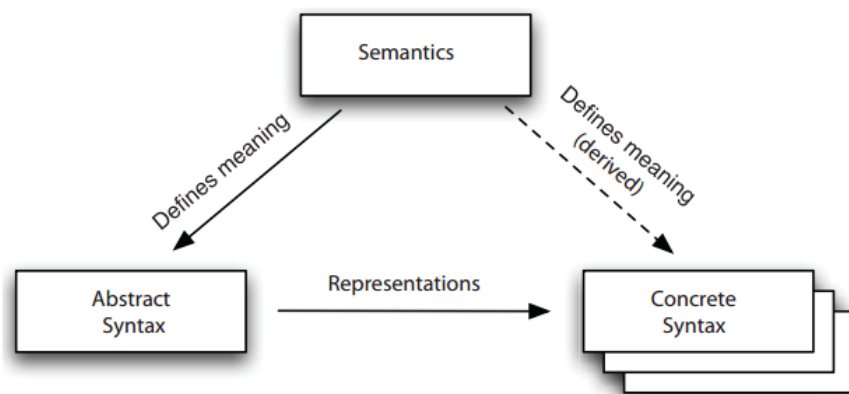 Semantics
Defines meaning
Defines meaning
(derived)
Abstract
Syntax
Representations
Concrete
Syntax